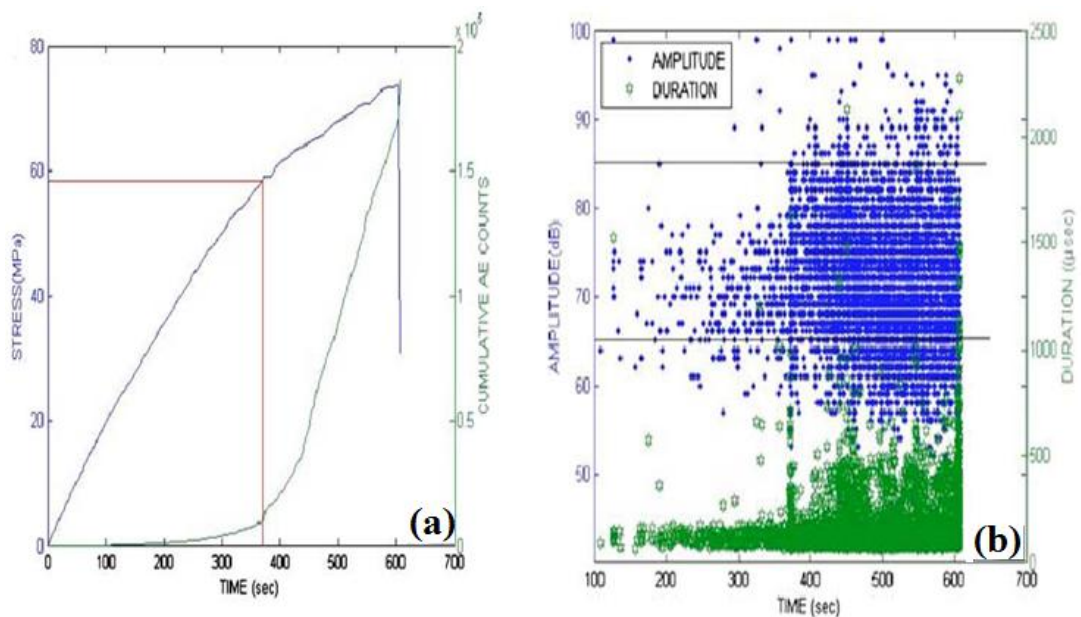 80
60
40
20
0
STRESS(MPa)
0 100 200 300 400 500 600 700
TIME (sec)
x 10⁵
2
1.5
1
0.5
0
CUMULATIVE AE COUNTS
(a)
100
90
80
70
60
50
AMPLITUDE(dB)
AMPLITUDE
DURATION
100 200 300 400 500 600 700
TIME (sec)
2500
2000
1500
1000
500
0
DURATION ((µsec)
(b)